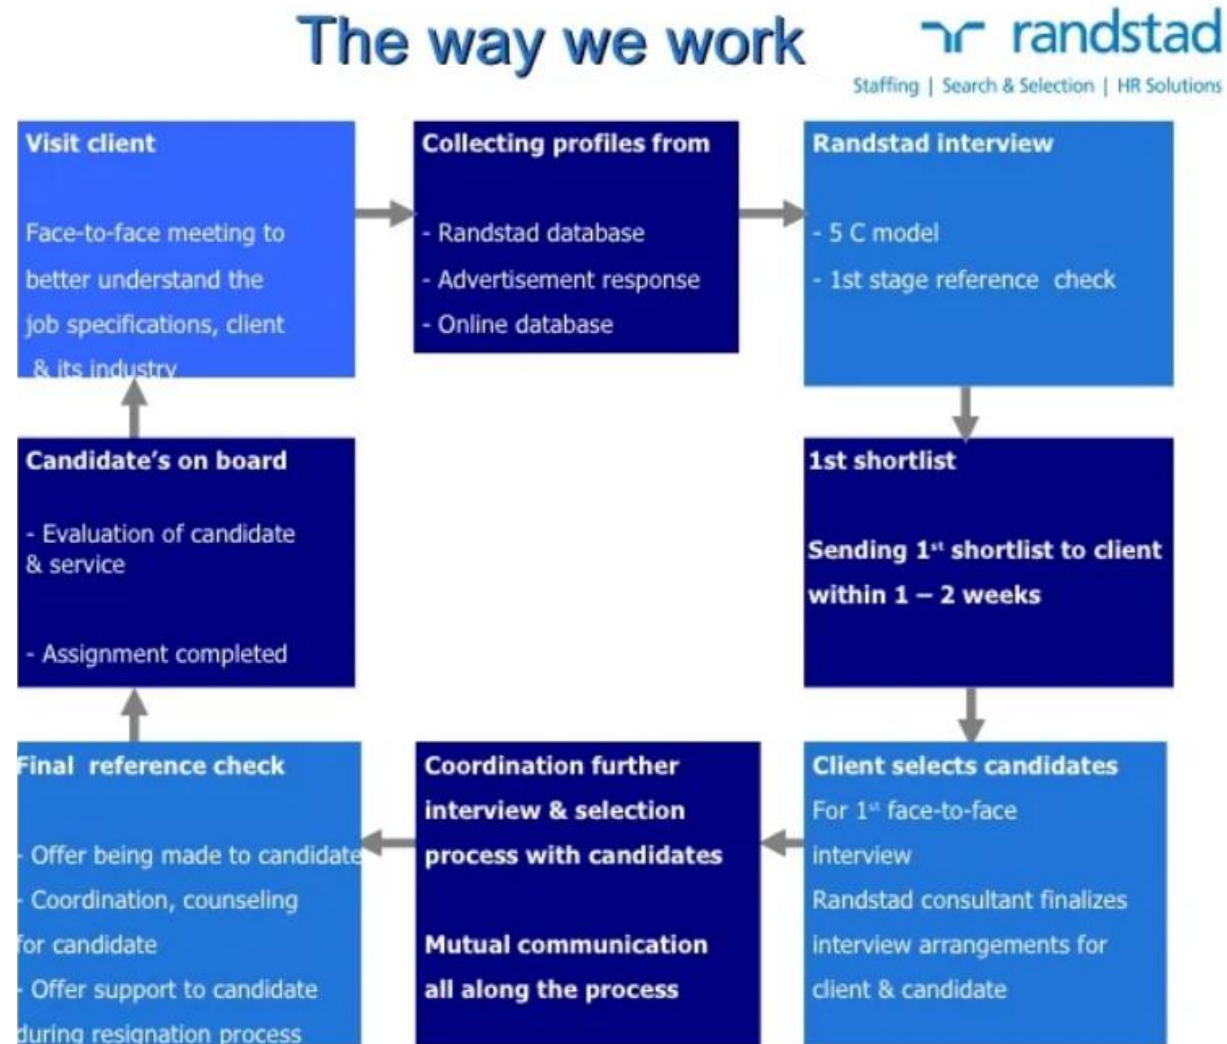 The way we work
randstad
Staffing | Search & Selection | HR Solutions
Visit client
Face-to-face meeting to
better understand the
job specifications, client
& its industry
Collecting profiles from
- Randstad database
- Advertisement response
- Online database
Randstad interview
- 5 C model
- 1st stage reference check
1st shortlist
Sending 1st shortlist to client
within 1 – 2 weeks
Client selects candidates
For 1st face-to-face
interview
Randstad consultant finalizes
interview arrangements for
client & candidate
Coordination further
interview & selection
process with candidates
Mutual communication
all along the process
Final reference check
- Offer being made to candidate
- Coordination, counseling
for candidate
- Offer support to candidate
during resignation process
Candidate's on board
- Evaluation of candidate
& service
- Assignment completed